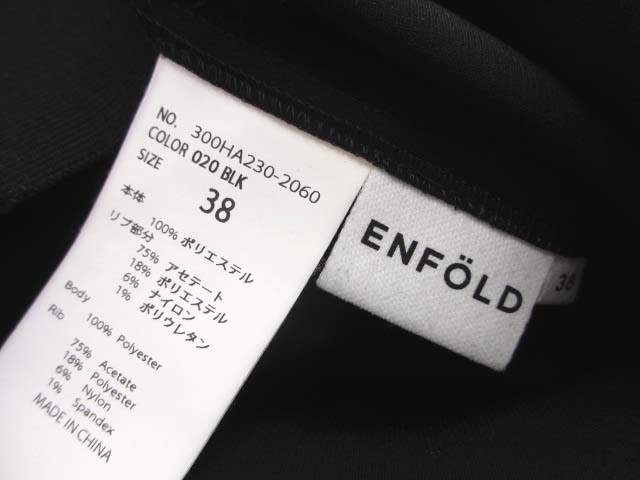 NO. 300HA230-2060
COLOR 020 BLK
SIZE
38
本体
100% ポリエステル
リブ部分
75% アセテート
18% ポリエステル
6% ナイロン
1% ポリウレタン
Body
100% Polyester
Rib
75% Acetate
18% Polyester
6% Nylon
1% Spandex
MADE IN CHINA
ENFÖLD
38